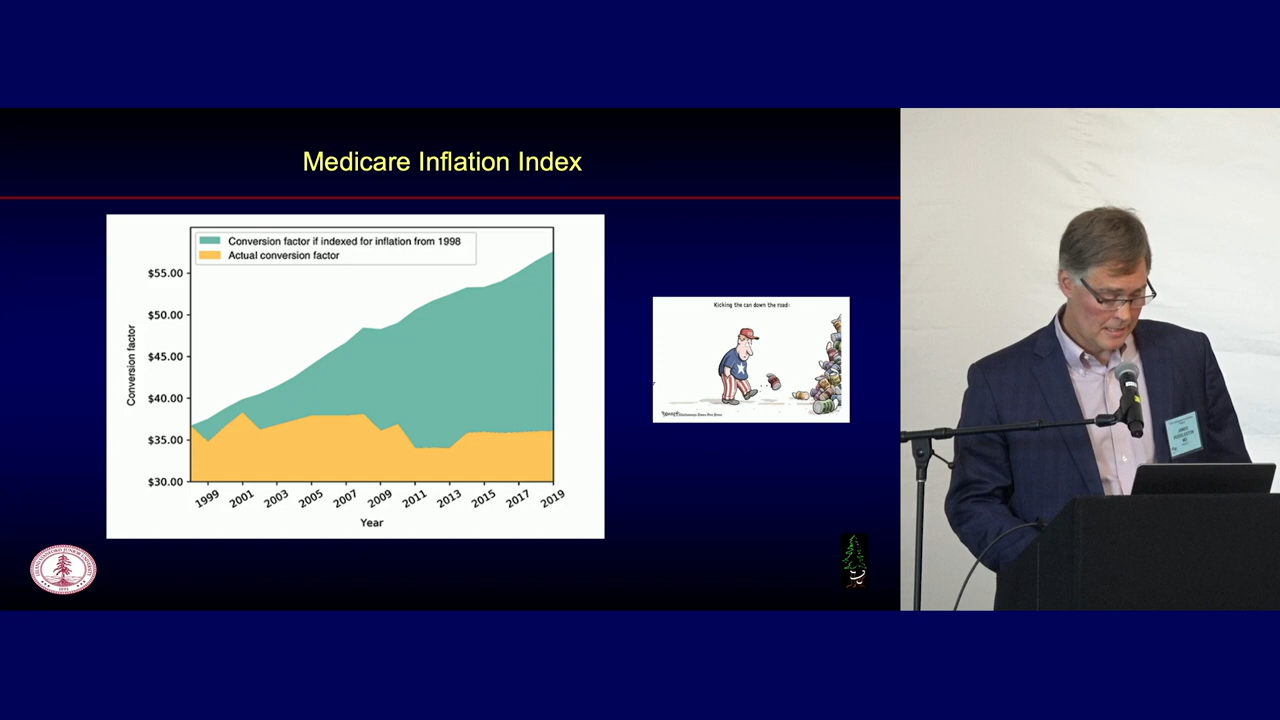 Medicare Inflation Index
Conversion factor if indexed for inflation from 1998
Actual conversion factor
$55.00
$50.00
$45.00
$40.00
$35.00
$30.00
Conversion factor
1999
2001
2003
2005
2007
2009
2011
2013
2015
2017
2019
Year
Kicking the can down the road:
JAMES
MD